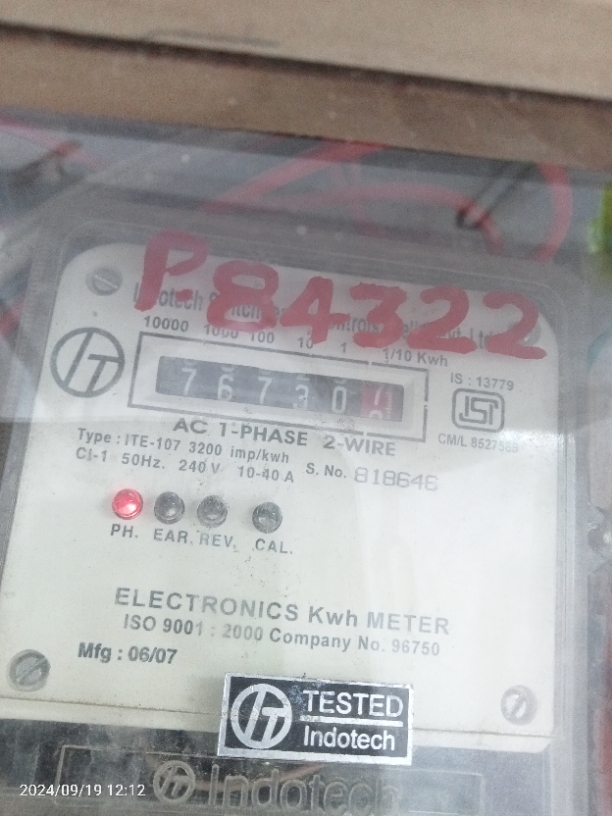 P-84322
10000 1000 100 10 1 1/10 Kwh
7 6 7 3 0
IS : 13779
AC 1-PHASE 2-WIRE
CM/L
Type : ITE-107 3200 imp/kwh
Cl-1 50Hz. 240 V 10-40 A S. No. 818646
PH. EAR. REV. CAL.
ELECTRONICS Kwh METER
ISO 9001 : 2000 Company No. 96750
Mfg : 06/07
TESTED
Indotech
Indotech
2024/09/19 12:12